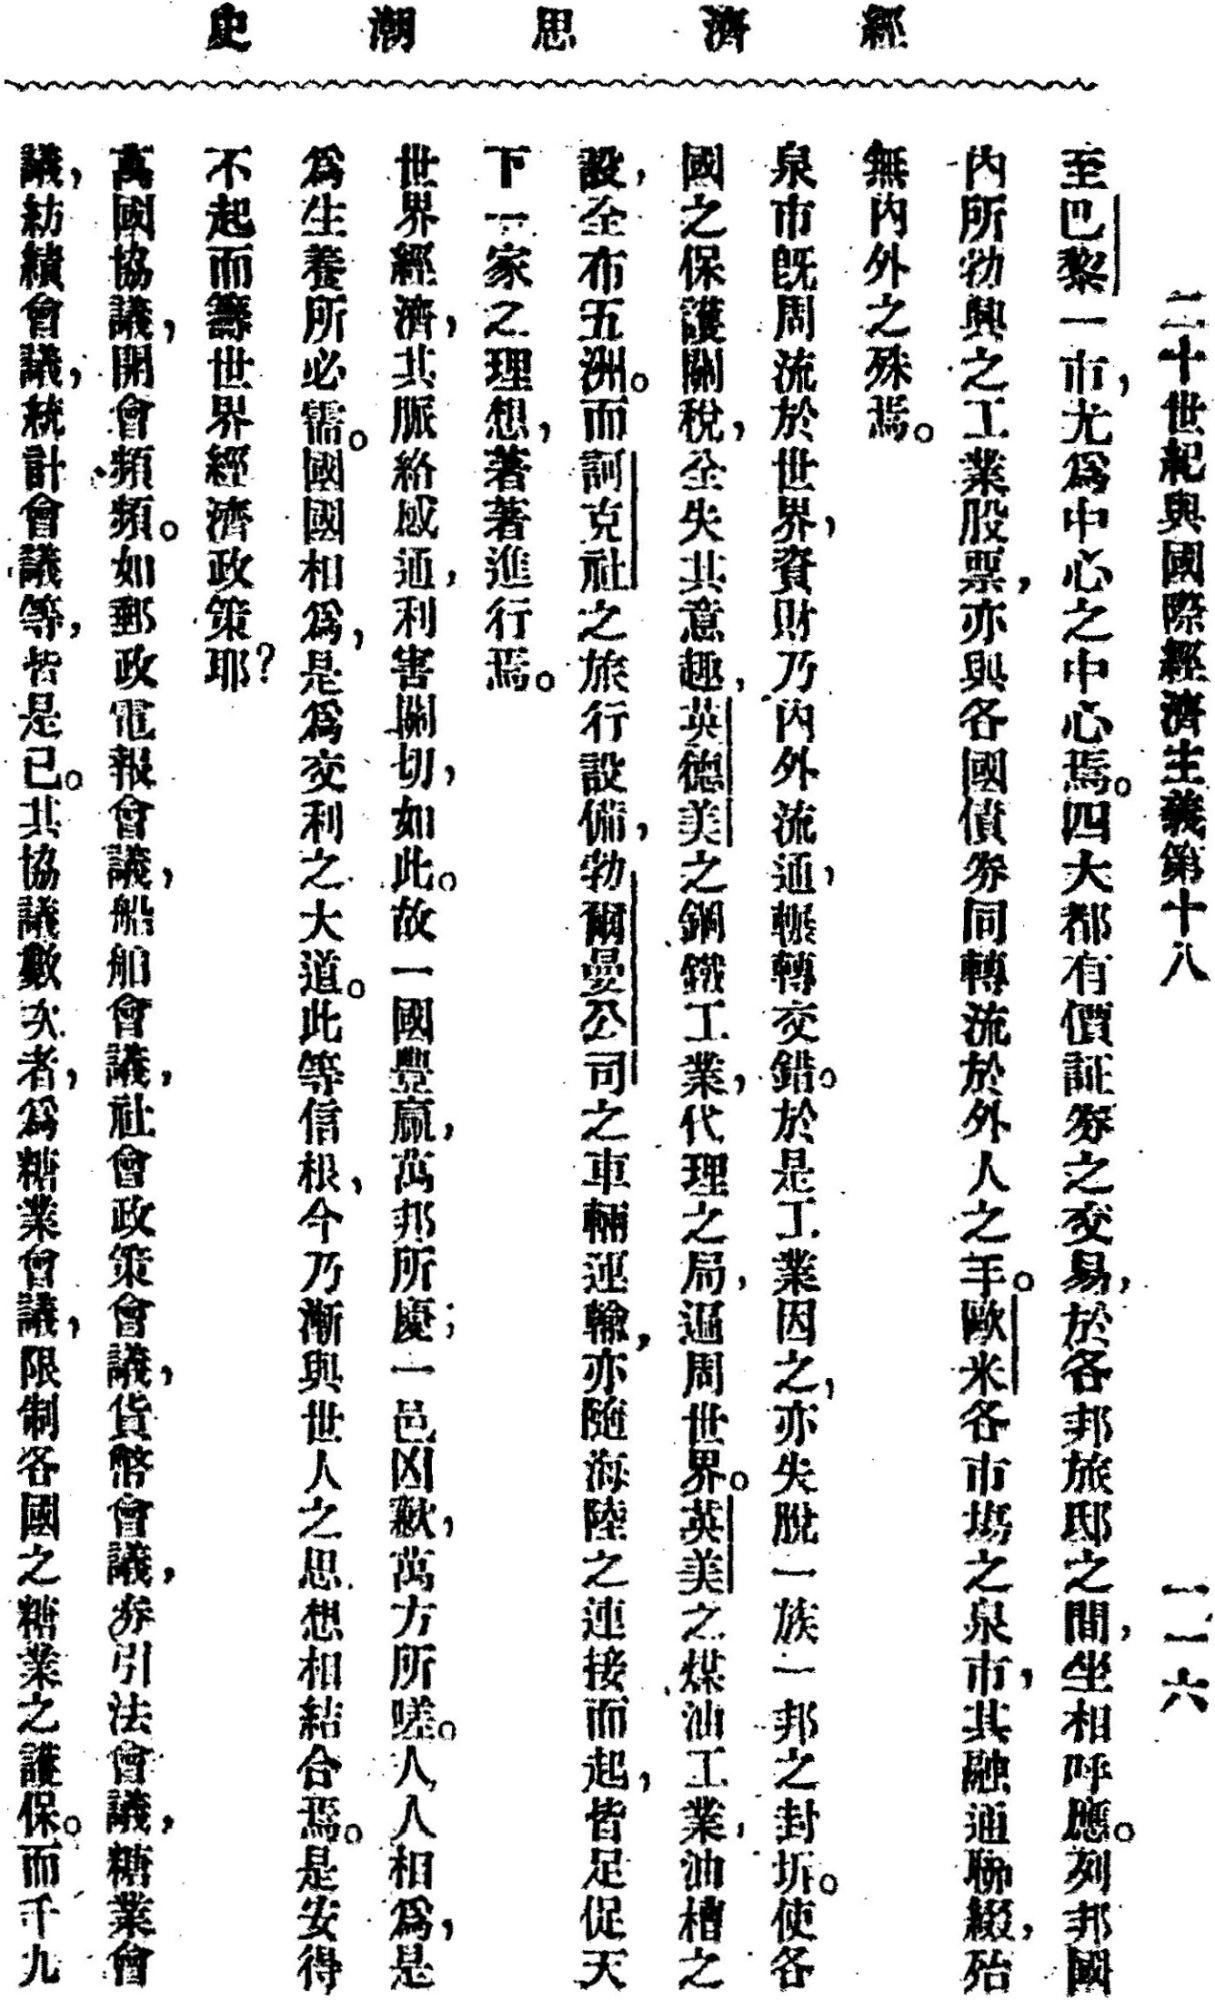 經濟思潮史
二十世紀與國際經濟主義第十八
一一六
至巴黎一市，尤爲中心之中心焉。四大都有價証券之交易，於各邦旅邸之間，坐相呼應。列邦國
內所勃興之工業股票，亦與各國債券同轉流於外人之手。歐米各市塲之泉市，其融通聯綴，殆
無內外之殊焉。
泉市旣周流於世界，資財乃內外流通，輾轉交錯。於是工業因之，亦失脫一族一邦之封圻。使各
國之保護關稅，全失其意趣，英德美之鋼鐵工業，代理之局，遍周世界。英美之煤油工業，油槽之
設，全布五洲。而訶克社之旅行設備，勃爾曼公司之車輛運輸，亦隨海陸之連接而起，皆足促天
下一家之理想，著著進行焉。
世界經濟，其脈絡感通，利害關切，如此。故一國豐贏，萬邦所慶；一邑凶歉，萬方所嗟。人人相爲，是
爲生養所必需。國國相爲，是爲交利之大道。此等信根，今乃漸與世人之思想相結合焉。是安得
不起而籌世界經濟政策耶？
萬國協議，開會頻頻。如郵政電報會議，船舶會議，社會政策會議，貨幣會議，券引法會議，糖業會
議，紡績會議，統計會議等，皆是已。其協議數次者，爲糖業會議，限制各國之糖業之護保。而千九